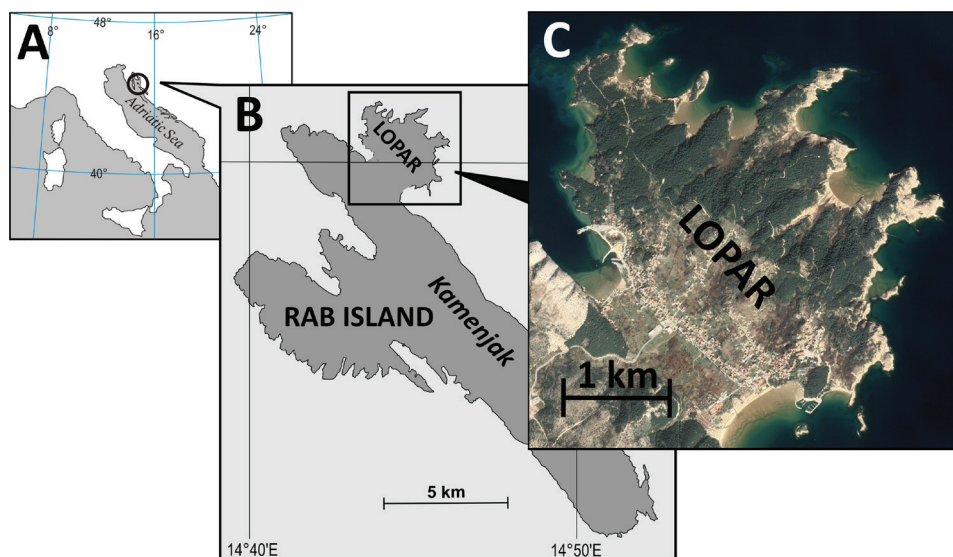 A
8°
48°
16°
24°
Adriatic Sea
40°
B
LOPAR
RAB ISLAND
Kamenjak
5 km
14°40'E
14°50'E
C
LOPAR
1 km